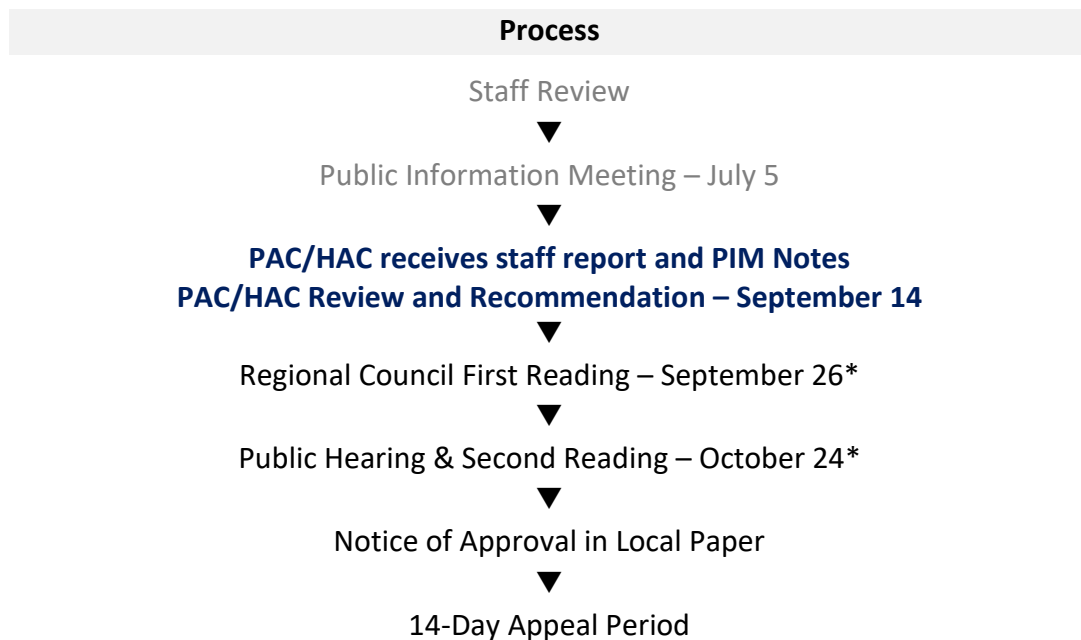 Process
Staff Review
Public Information Meeting – July 5
PAC/HAC receives staff report and PIM Notes
PAC/HAC Review and Recommendation – September 14
Regional Council First Reading – September 26*
Public Hearing & Second Reading – October 24*
Notice of Approval in Local Paper
14-Day Appeal Period